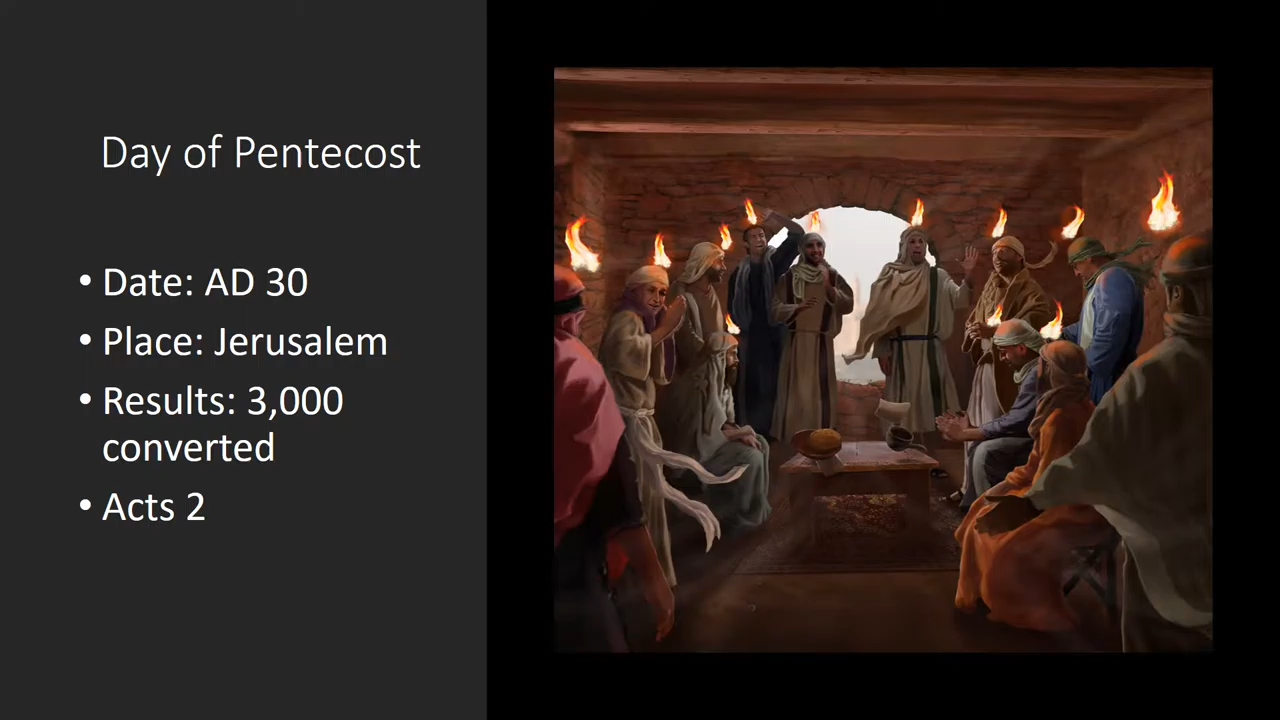 Day of Pentecost
• Date: AD 30
• Place: Jerusalem
• Results: 3,000
converted
• Acts 2